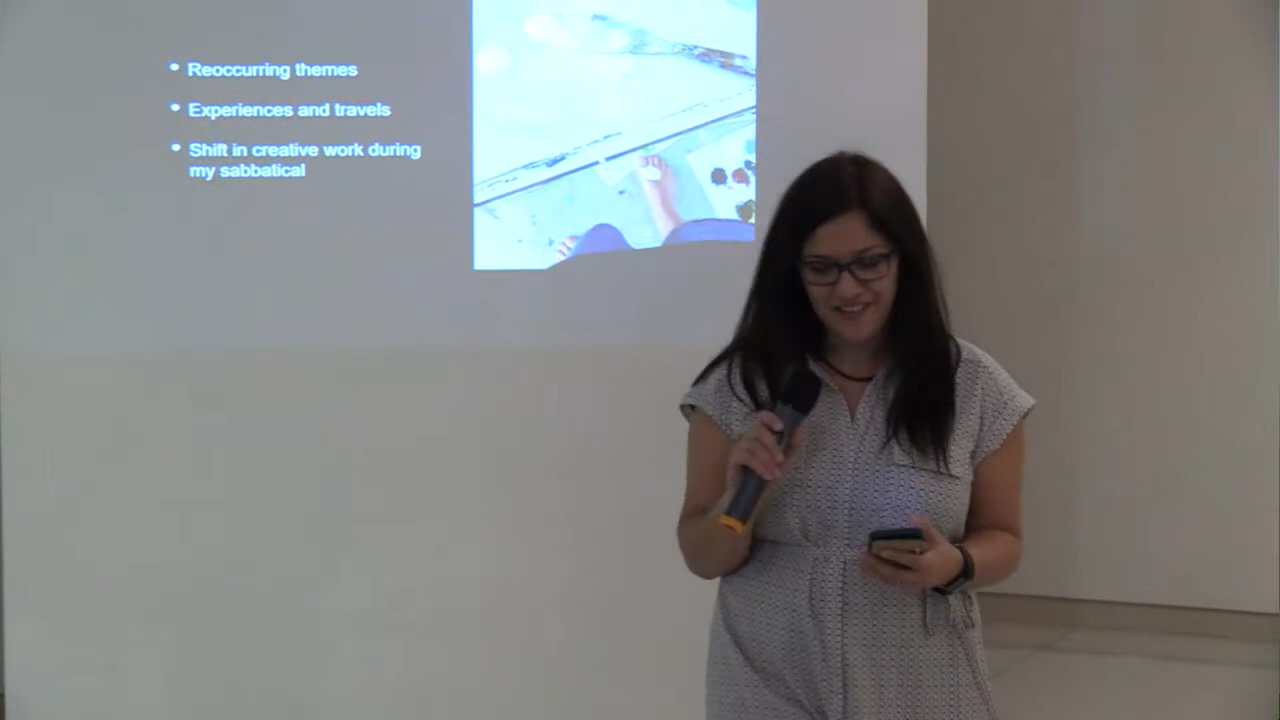 • Reoccurring themes
• Experiences and travels
• Shift in creative work during
my sabbatical